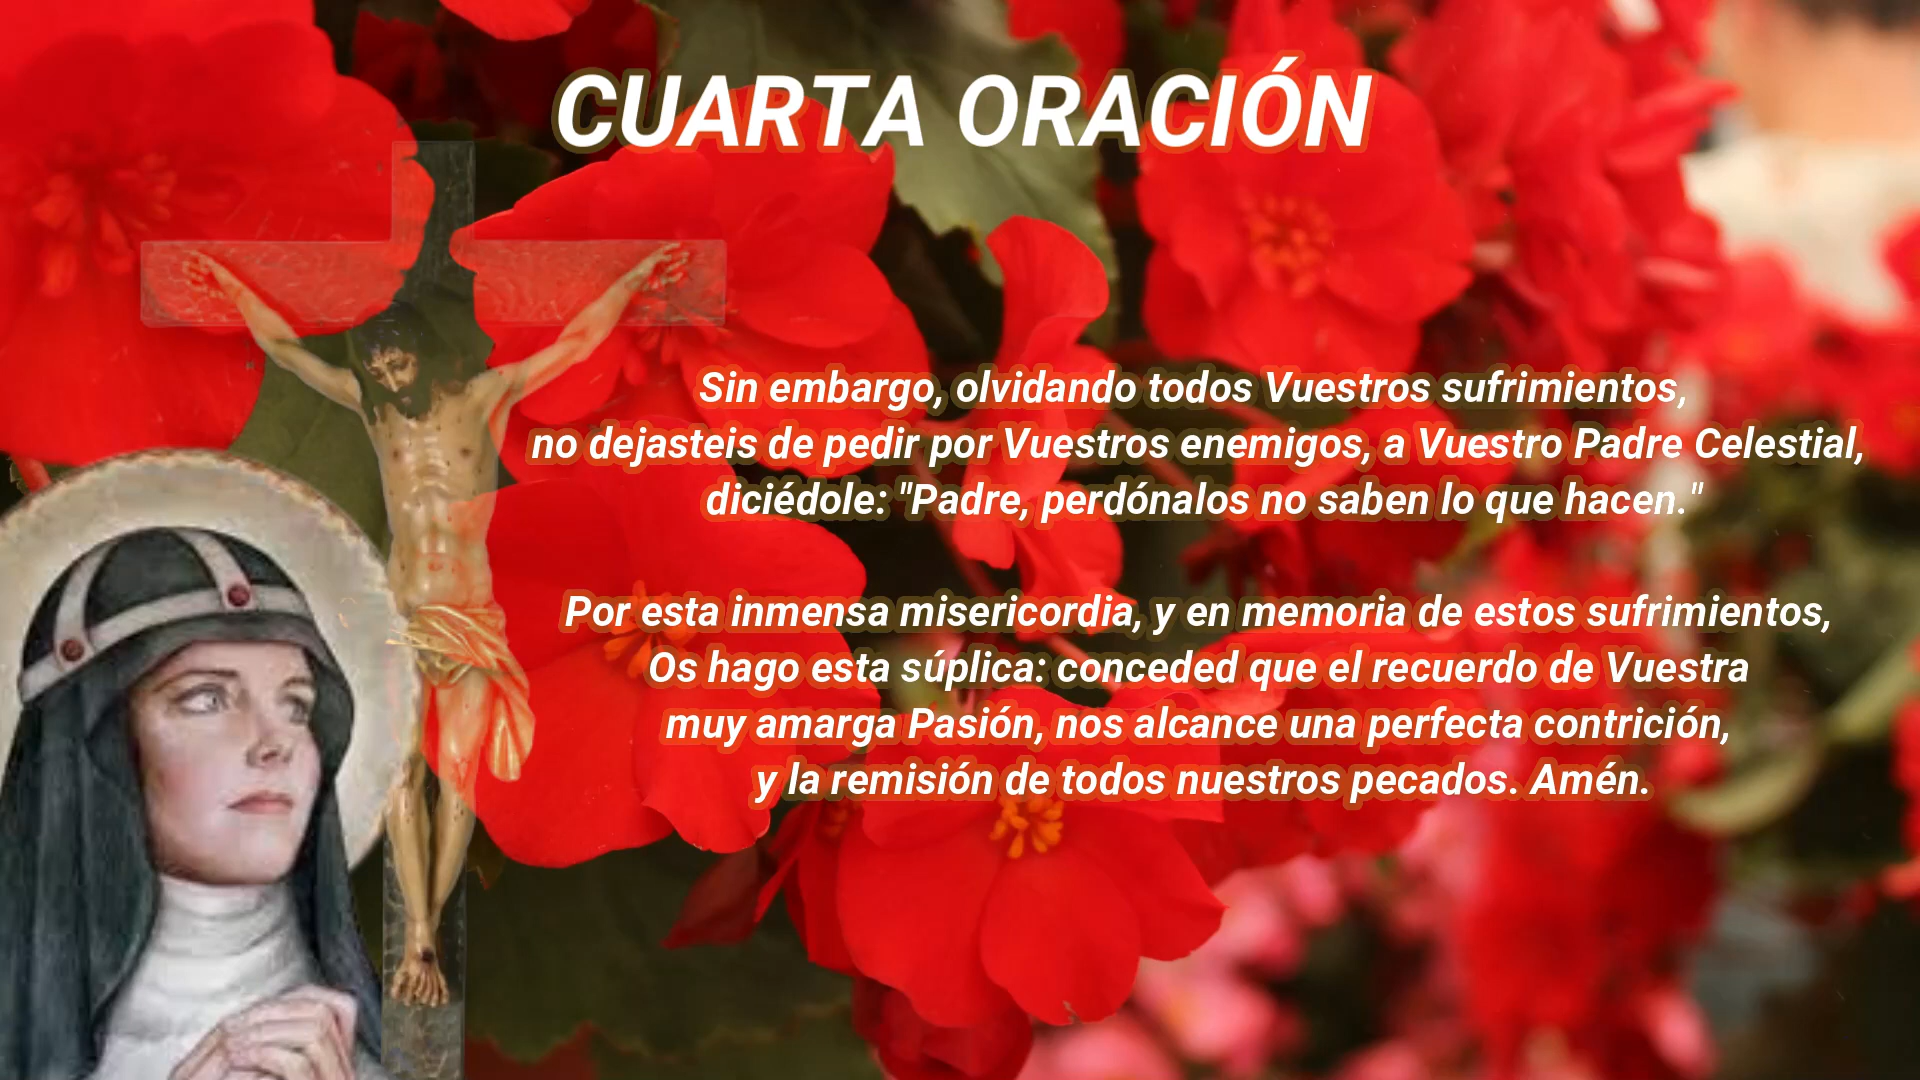 CUARTA ORACIÓN
Sin embargo, olvidando todos Vuestros sufrimientos,
no dejasteis de pedir por Vuestros enemigos, a Vuestro Padre Celestial,
diciédole: "Padre, perdónalos no saben lo que hacen."
Por esta inmensa misericordia, y en memoria de estos sufrimientos,
Os hago esta súplica: conceded que el recuerdo de Vuestra
muy amarga Pasión, nos alcance una perfecta contrición,
y la remisión de todos nuestros pecados. Amén.